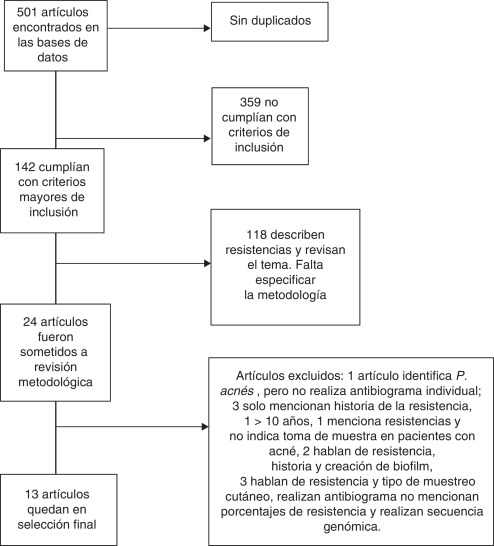 501 artículos
encontrados en
las bases de
datos
Sin duplicados
359 no
cumplían con
criterios de
inclusión
142 cumplían
con criterios
mayores de
inclusión
118 describen
resistencias y revisan
el tema. Falta
especificar
la metodología
24 artículos
fueron
sometidos a
revisión
metodológica
Artículos excluidos: 1 artículo identifica P.
acnés , pero no realiza antibiograma individual;
3 solo mencionan historia de la resistencia,
1 > 10 años, 1 menciona resistencias y
no indica toma de muestra en pacientes con
acné, 2 hablan de resistencia,
historia y creación de biofilm,
3 hablan de resistencia y tipo de muestreo
cutáneo, realizan antibiograma no mencionan
porcentajes de resistencia y realizan secuencia
genómica.
13 artículos
quedan en
selección final